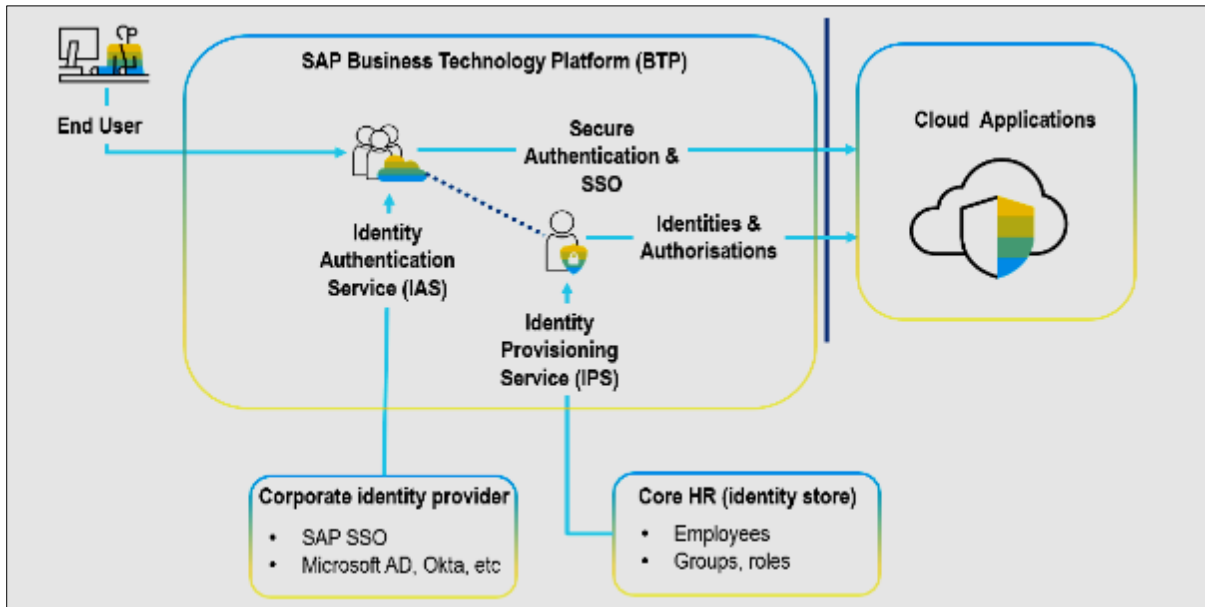 SAP Business Technology Platform (BTP)
End User
Cloud Applications
Secure
Authentication &
SSO
Identity
Authentication
Service (IAS)
Identities &
Authorisations
Identity
Provisioning
Service (IPS)
Corporate identity provider
• SAP SSO
• Microsoft AD, Okta, etc
Core HR (identity store)
• Employees
• Groups, roles